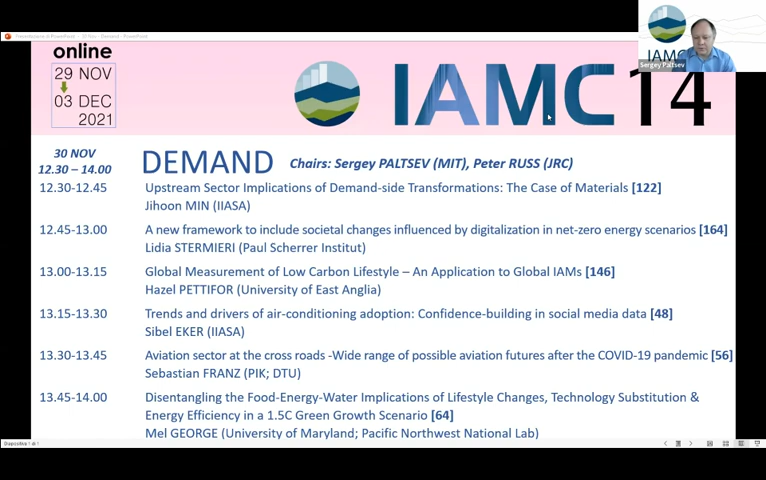 online
29 NOV
03 DEC
2021
IAMC 14
IAMC
Sergey Paltsev
30 NOV
12.30 – 14.00
DEMAND Chairs: Sergey PALTSEV (MIT), Peter RUSS (JRC)
12.30-12.45 Upstream Sector Implications of Demand-side Transformations: The Case of Materials [122]
Jihoon MIN (IIASA)
12.45-13.00 A new framework to include societal changes influenced by digitalization in net-zero energy scenarios [164]
Lidia STERMIERI (Paul Scherrer Institut)
13.00-13.15 Global Measurement of Low Carbon Lifestyle – An Application to Global IAMs [146]
Hazel PETTIFOR (University of East Anglia)
13.15-13.30 Trends and drivers of air-conditioning adoption: Confidence-building in social media data [48]
Sibel EKER (IIASA)
13.30-13.45 Aviation sector at the cross roads -Wide range of possible aviation futures after the COVID-19 pandemic [56]
Sebastian FRANZ (PIK; DTU)
13.45-14.00 Disentangling the Food-Energy-Water Implications of Lifestyle Changes, Technology Substitution &
Energy Efficiency in a 1.5C Green Growth Scenario [64]
Mel GEORGE (University of Maryland; Pacific Northwest National Lab)